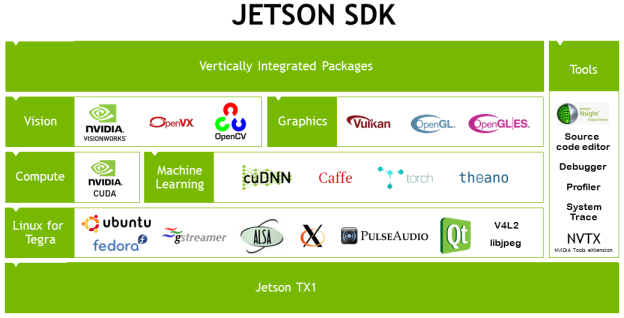 JETSON SDK
Vertically Integrated Packages
Tools
Vision
NVIDIA.
VISIONWORKS
OpenVX
OpenCV
Graphics
Vulkan
OpenGL.
OpenGL|ES.
Nsight
Source
code editor
Debugger
Profiler
System
Trace
NVTX
NVIDIA Tools eXtension
Compute
NVIDIA.
CUDA
Machine
Learning
cuDNN
Caffe
torch
theano
Linux for
Tegra
ubuntu
fedora
gstreamer
ALSA
X
PULSEAUDIO
Qt
V4L2
libjpeg
Jetson TX1